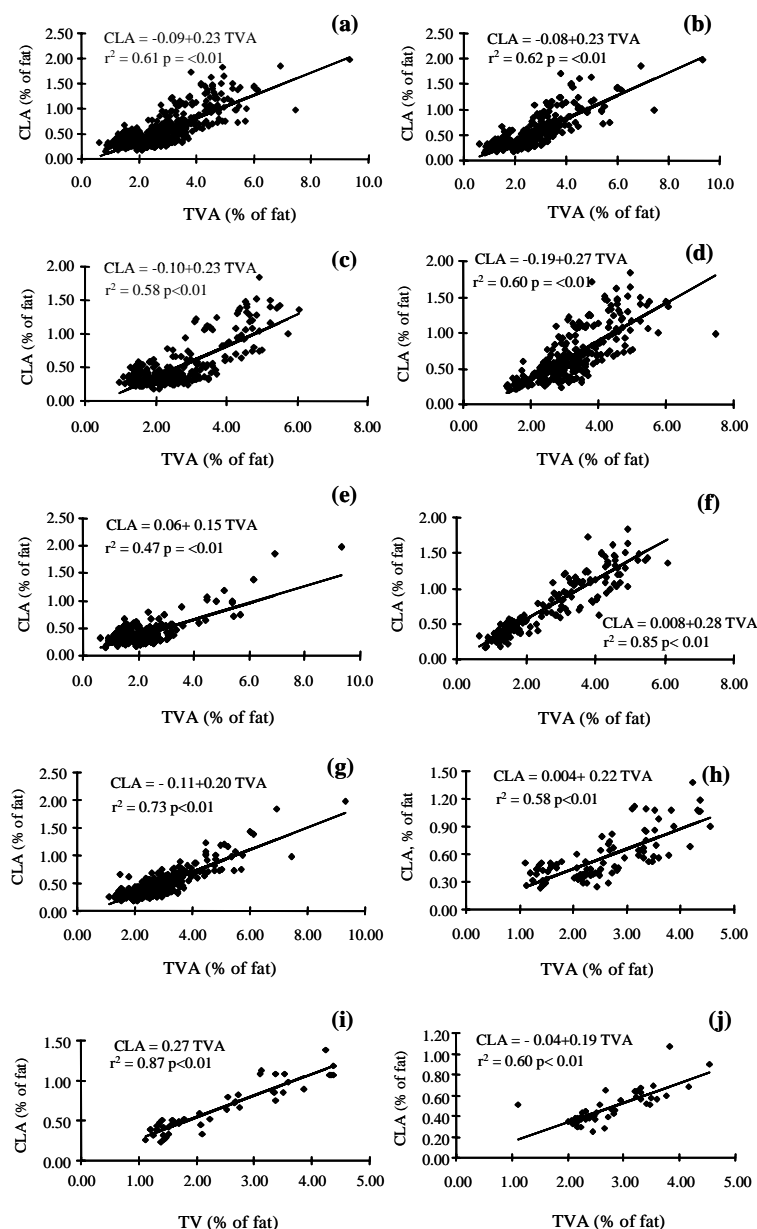 (a)
CLA = -0.09+0.23 TVA
r2 = 0.61 p = <0.01
2.50
2.00
1.50
1.00
0.50
0.00
CLA (% of fat)
0.0 2.0 4.0 6.0 8.0 10.0
TVA (% of fat)
(b)
CLA = -0.08+0.23 TVA
r2 = 0.62 p = <0.01
2.50
2.00
1.50
1.00
0.50
0.00
CLA (% of fat)
0.0 2.0 4.0 6.0 8.0 10.0
TVA (% of fat)
(c)
CLA = -0.10+0.23 TVA
r2 = 0.58 p<0.01
2.00
1.50
1.00
0.50
0.00
CLA (% of fat)
0.00 2.00 4.00 6.00 8.00
TVA (% of fat)
(d)
CLA = -0.19+0.27 TVA
r2 = 0.60 p = <0.01
2.00
1.50
1.00
0.50
0.00
CLA (% of fat)
0.00 2.00 4.00 6.00 8.00
TVA (% of fat)
(e)
CLA = 0.06+ 0.15 TVA
r2 = 0.47 p = <0.01
2.50
2.00
1.50
1.00
0.50
0.00
CLA (% of fat)
0.0 2.0 4.0 6.0 8.0 10.0
TVA (% of fat)
(f)
2.00
1.50
1.00
0.50
0.00
CLA (% of fat)
CLA = 0.008+0.28 TVA
r2 = 0.85 p< 0.01
0.00 2.00 4.00 6.00 8.00
TVA (% of fat)
(g)
CLA = - 0.11+0.20 TVA
r2 = 0.73 p<0.01
2.50
2.00
1.50
1.00
0.50
0.00
CLA (% of fat)
0.00 2.00 4.00 6.00 8.00 10.00
TVA (% of fat)
(h)
CLA = 0.004+ 0.22 TVA
r2 = 0.58 p<0.01
1.50
1.20
0.90
0.60
0.30
0.00
CLA, % of fat
0.00 1.00 2.00 3.00 4.00 5.00
TVA (% of fat)
(i)
CLA = 0.27 TVA
r2 = 0.87 p<0.01
1.50
1.00
0.50
0.00
CLA (% of fat)
0.00 1.00 2.00 3.00 4.00 5.00
TV (% of fat)
(j)
CLA = - 0.04+0.19 TVA
r2 = 0.60 p< 0.01
1.20
1.00
0.80
0.60
0.40
0.20
0.00
CLA (% of fat)
0.00 1.00 2.00 3.00 4.00 5.00
TVA (% of fat)